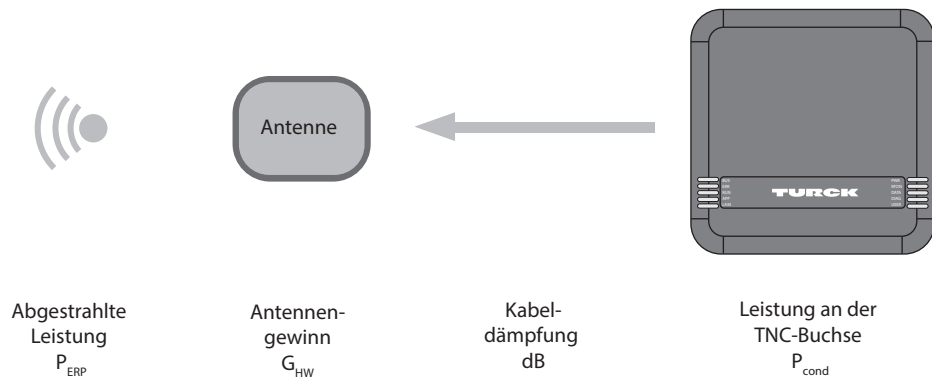 Antenne
TURCK
Abgestrahlte
Leistung
P_ERP
Antennen-
gewinn
G_HW
Kabel-
dämpfung
dB
Leistung an der
TNC-Buchse
P_cond